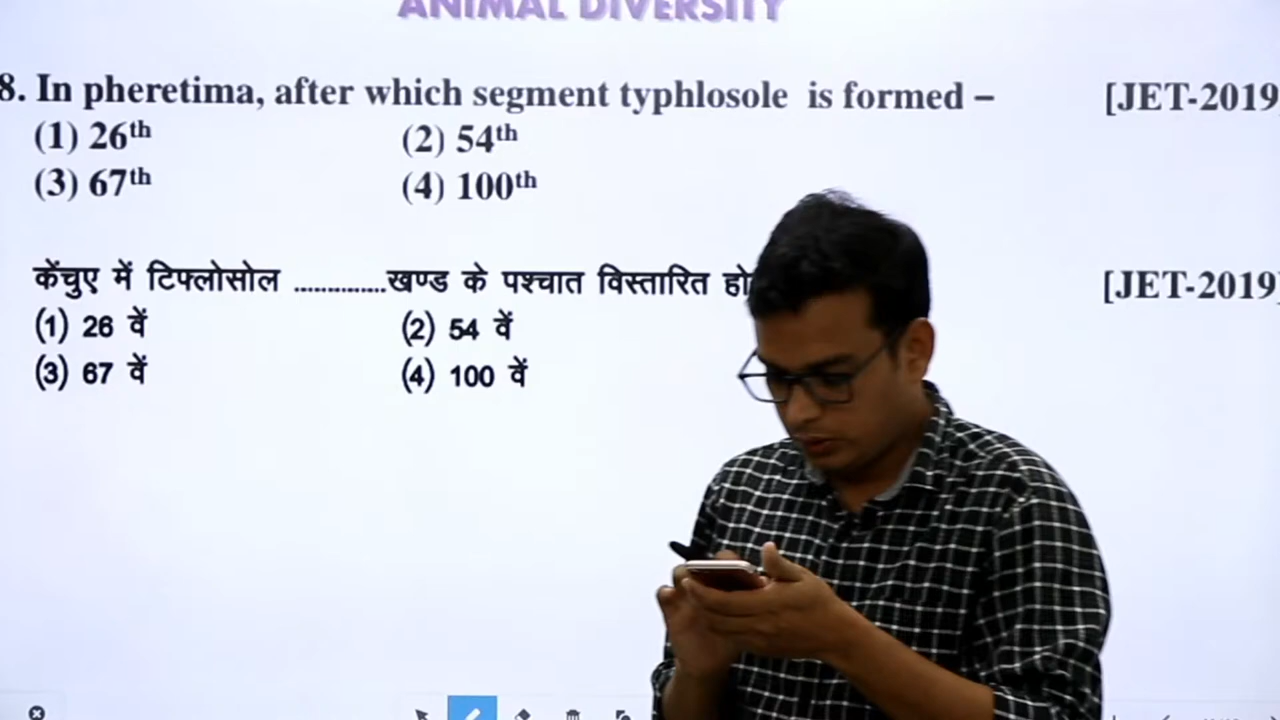 ANIMAL DIVERSITY
8. In pheretima, after which segment typhlosole is formed – [JET-2019
(1) 26th (2) 54th
(3) 67th (4) 100th
केंचुए में टिफ्लोसोल ..............खण्ड के पश्चात विस्तारित हो [JET-2019]
(1) 26 वें (2) 54 वें
(3) 67 वें (4) 100 वें